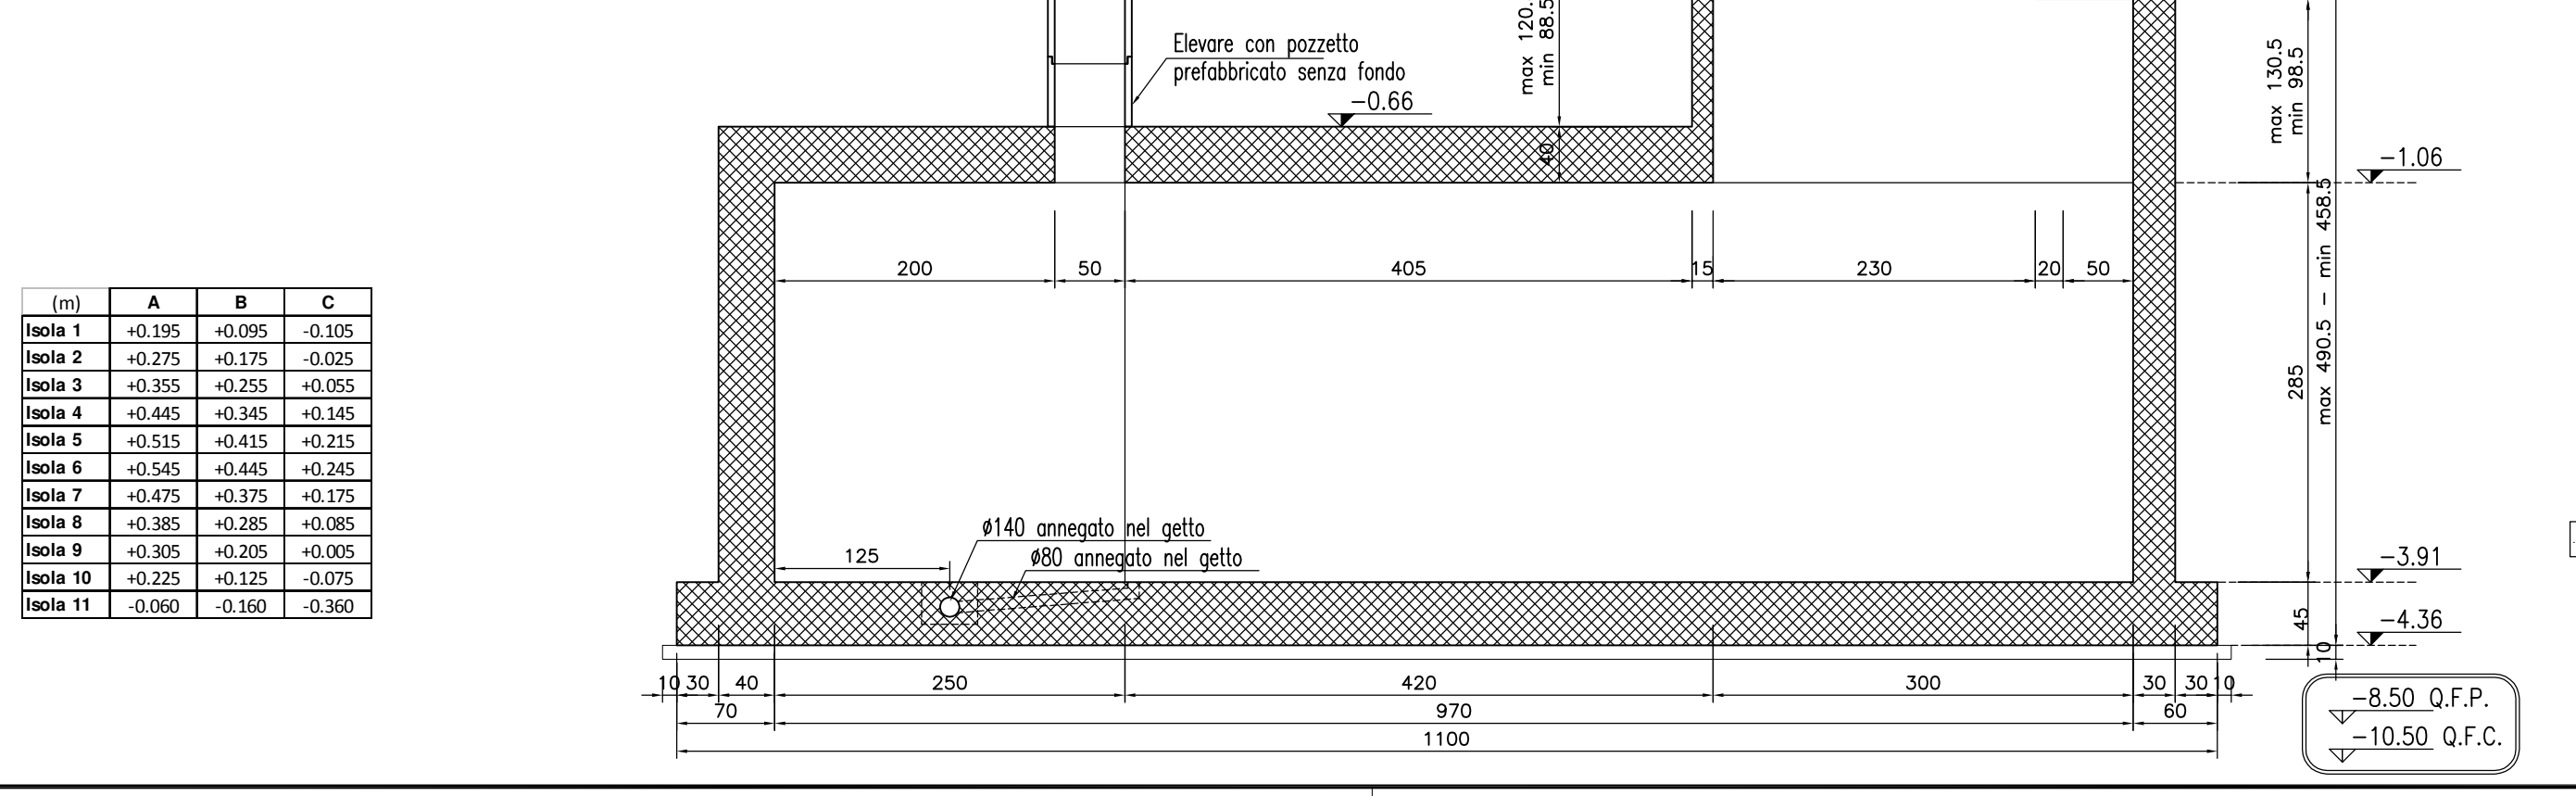 Elevare con pozzetto
prefabbricato senza fondo
-0.66
max 120.
min 88.5
40
max 130.5
min 98.5
-1.06
200 50 405 15 230 20 50
285
max 490.5 - min 458.5
(m) A B C
Isola 1 +0.195 +0.095 -0.105
Isola 2 +0.275 +0.175 -0.025
Isola 3 +0.355 +0.255 +0.055
Isola 4 +0.445 +0.345 +0.145
Isola 5 +0.515 +0.415 +0.215
Isola 6 +0.545 +0.445 +0.245
Isola 7 +0.475 +0.375 +0.175
Isola 8 +0.385 +0.285 +0.085
Isola 9 +0.305 +0.205 +0.005
Isola 10 +0.225 +0.125 -0.075
Isola 11 -0.060 -0.160 -0.360
ø140 annegato nel getto
ø80 annegato nel getto
125
-3.91
45
-4.36
10
10 30 40 250 420 300 30 30 10
70 970 60
1100
-8.50 Q.F.P.
-10.50 Q.F.C.